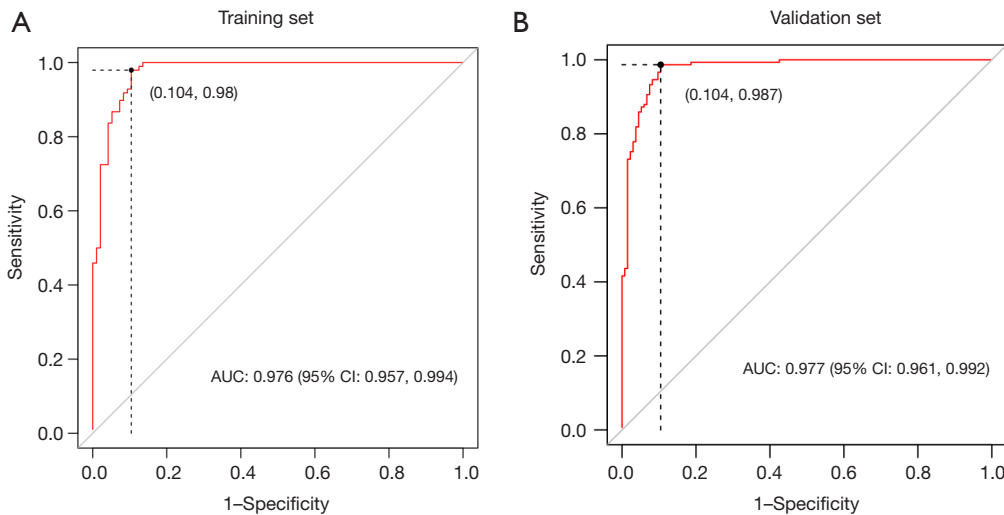 A
Training set
1.0
0.8
0.6
0.4
0.2
0.0
Sensitivity
(0.104, 0.98)
AUC: 0.976 (95% CI: 0.957, 0.994)
0.0 0.2 0.4 0.6 0.8 1.0
1–Specificity
B
Validation set
1.0
0.8
0.6
0.4
0.2
0.0
Sensitivity
(0.104, 0.987)
AUC: 0.977 (95% CI: 0.961, 0.992)
0.0 0.2 0.4 0.6 0.8 1.0
1–Specificity